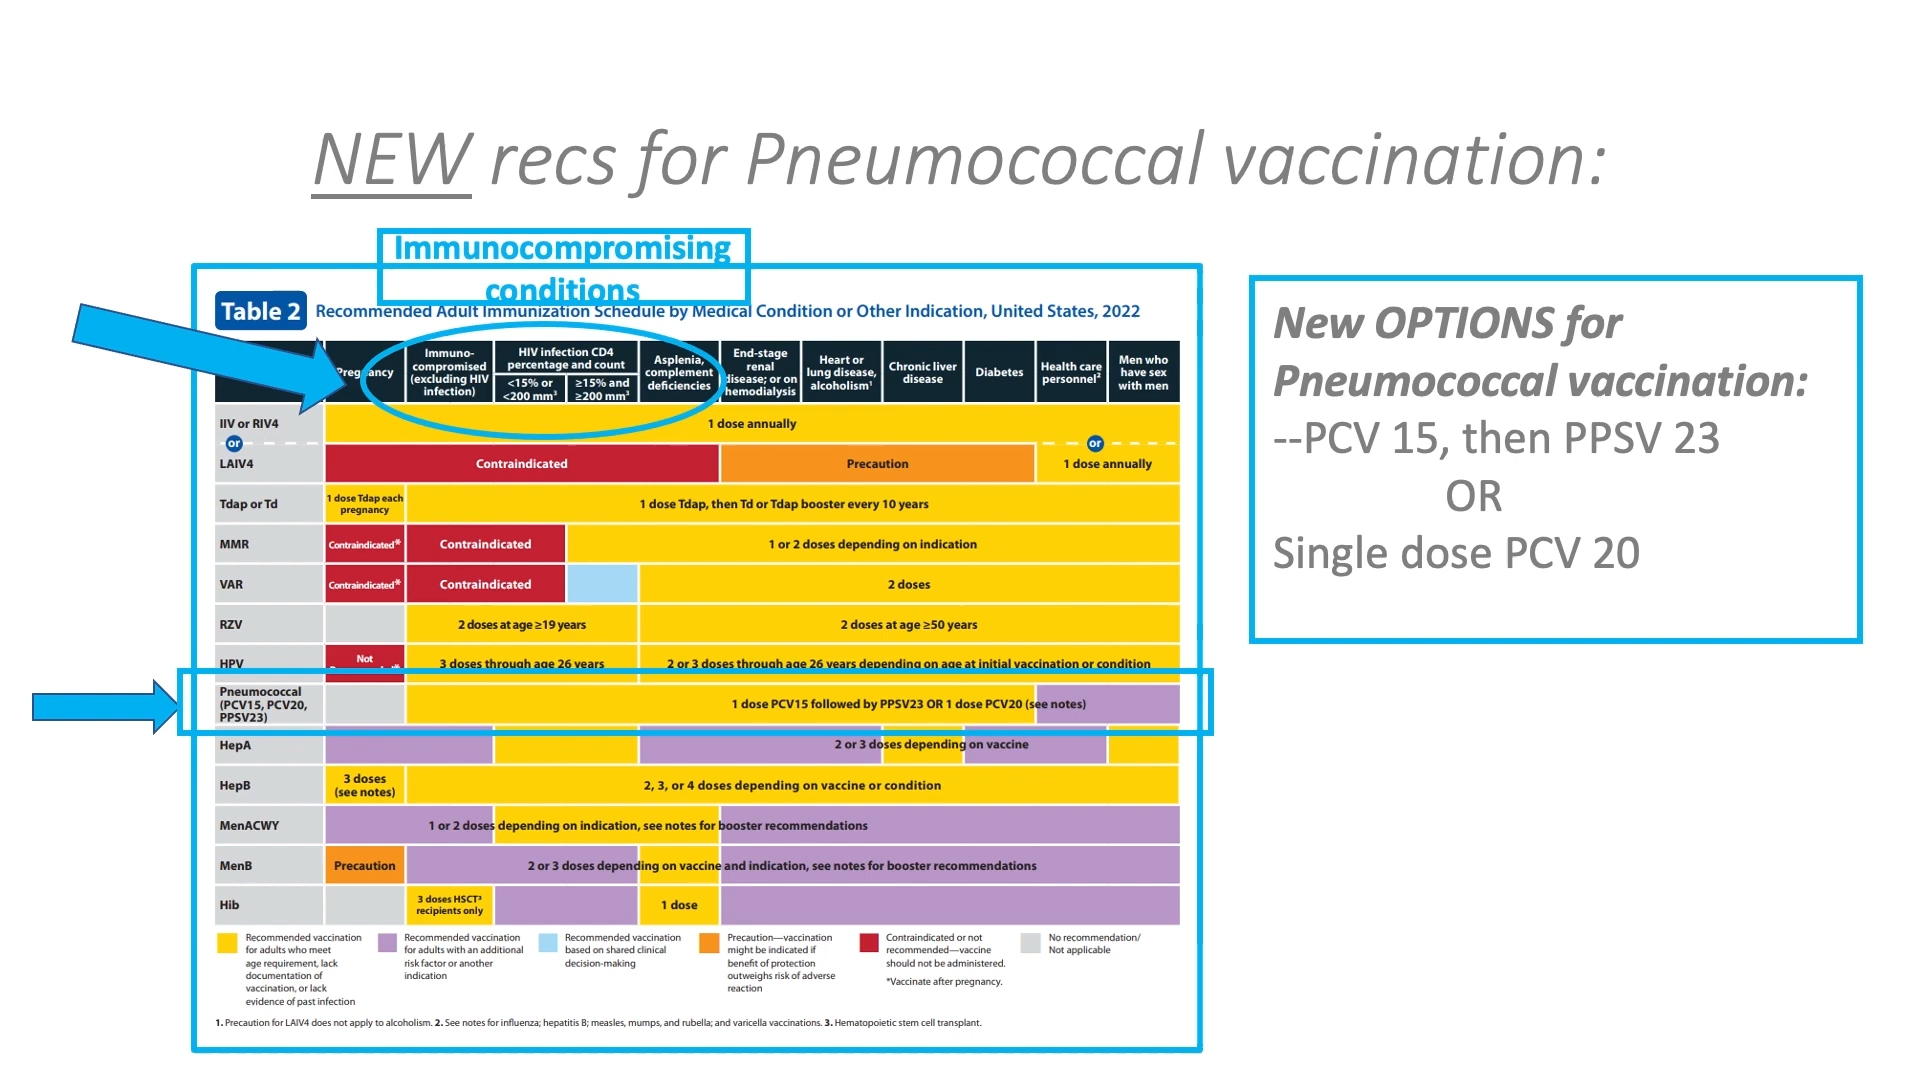 NEW recs for Pneumococcal vaccination:
Immunocompromising
conditions
Table 2 Recommended Adult Immunization Schedule by Medical Condition or Other Indication, United States, 2022
Pregnancy
Immuno-
compromised
(excluding HIV
infection)
HIV infection CD4
percentage and count
<15% or
<200 mm³
≥15% and
≥200 mm³
Asplenia,
complement
deficiencies
End-stage
renal
disease; or on
hemodialysis
Heart or
lung disease,
alcoholism¹
Chronic liver
disease
Diabetes
Health care
personnel²
Men who
have sex
with men
IIV or RIV4
1 dose annually
or
or
LAIV4
Contraindicated
Precaution
1 dose annually
Tdap or Td
1 dose Tdap each
pregnancy
1 dose Tdap, then Td or Tdap booster every 10 years
MMR
Contraindicated*
Contraindicated
1 or 2 doses depending on indication
VAR
Contraindicated*
Contraindicated
2 doses
RZV
2 doses at age ≥19 years
2 doses at age ≥50 years
HPV
Not
3 doses through age 26 years
2 or 3 doses through age 26 years depending on age at initial vaccination or condition
Pneumococcal
(PCV15, PCV20,
PPSV23)
1 dose PCV15 followed by PPSV23 OR 1 dose PCV20 (see notes)
HepA
2 or 3 doses depending on vaccine
HepB
3 doses
(see notes)
2, 3, or 4 doses depending on vaccine or condition
MenACWY
1 or 2 doses depending on indication, see notes for booster recommendations
MenB
Precaution
2 or 3 doses depending on vaccine and indication, see notes for booster recommendations
Hib
3 doses HSCT³
recipients only
1 dose
Recommended vaccination
for adults who meet
age requirement, lack
documentation of
vaccination, or lack
evidence of past infection
Recommended vaccination
for adults with an additional
risk factor or another
indication
Recommended vaccination
based on shared clinical
decision-making
Precaution—vaccination
might be indicated if
benefit of protection
outweighs risk of adverse
reaction
Contraindicated or not
recommended—vaccine
should not be administered.
*Vaccinate after pregnancy.
No recommendation/
Not applicable
1. Precaution for LAIV4 does not apply to alcoholism. 2. See notes for influenza; hepatitis B; measles, mumps, and rubella; and varicella vaccinations. 3. Hematopoietic stem cell transplant.
New OPTIONS for
Pneumococcal vaccination:
--PCV 15, then PPSV 23
OR
Single dose PCV 20